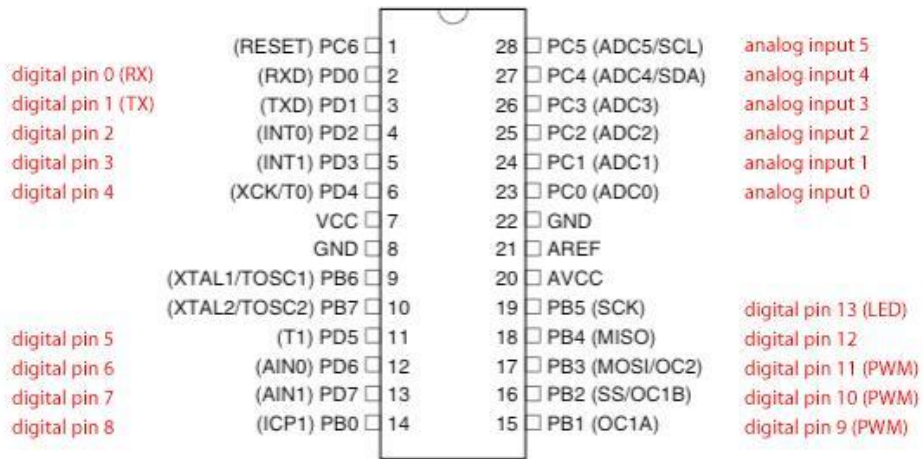 (RESET) PC6 1 28 PC5 (ADC5/SCL) analog input 5
digital pin 0 (RX) (RXD) PD0 2 27 PC4 (ADC4/SDA) analog input 4
digital pin 1 (TX) (TXD) PD1 3 26 PC3 (ADC3) analog input 3
digital pin 2 (INT0) PD2 4 25 PC2 (ADC2) analog input 2
digital pin 3 (INT1) PD3 5 24 PC1 (ADC1) analog input 1
digital pin 4 (XCK/T0) PD4 6 23 PC0 (ADC0) analog input 0
VCC 7 22 GND
GND 8 21 AREF
(XTAL1/TOSC1) PB6 9 20 AVCC
(XTAL2/TOSC2) PB7 10 19 PB5 (SCK) digital pin 13 (LED)
digital pin 5 (T1) PD5 11 18 PB4 (MISO) digital pin 12
digital pin 6 (AIN0) PD6 12 17 PB3 (MOSI/OC2) digital pin 11 (PWM)
digital pin 7 (AIN1) PD7 13 16 PB2 (SS/OC1B) digital pin 10 (PWM)
digital pin 8 (ICP1) PB0 14 15 PB1 (OC1A) digital pin 9 (PWM)